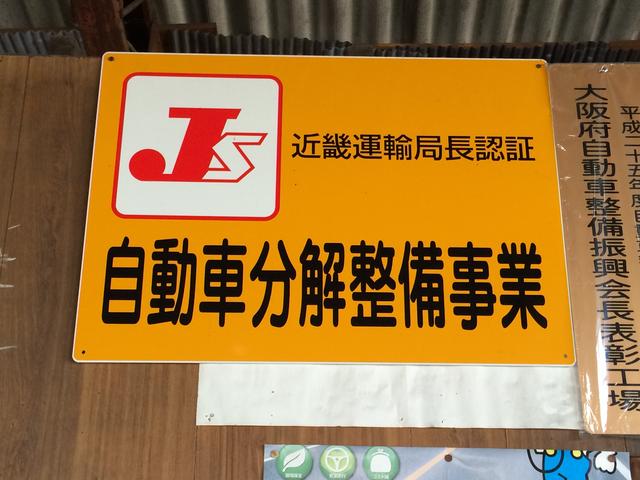 JS
近畿運輸局長認証
自動車分解整備事業
平成二十五年度
大阪府自動車整備振興会長表彰工場